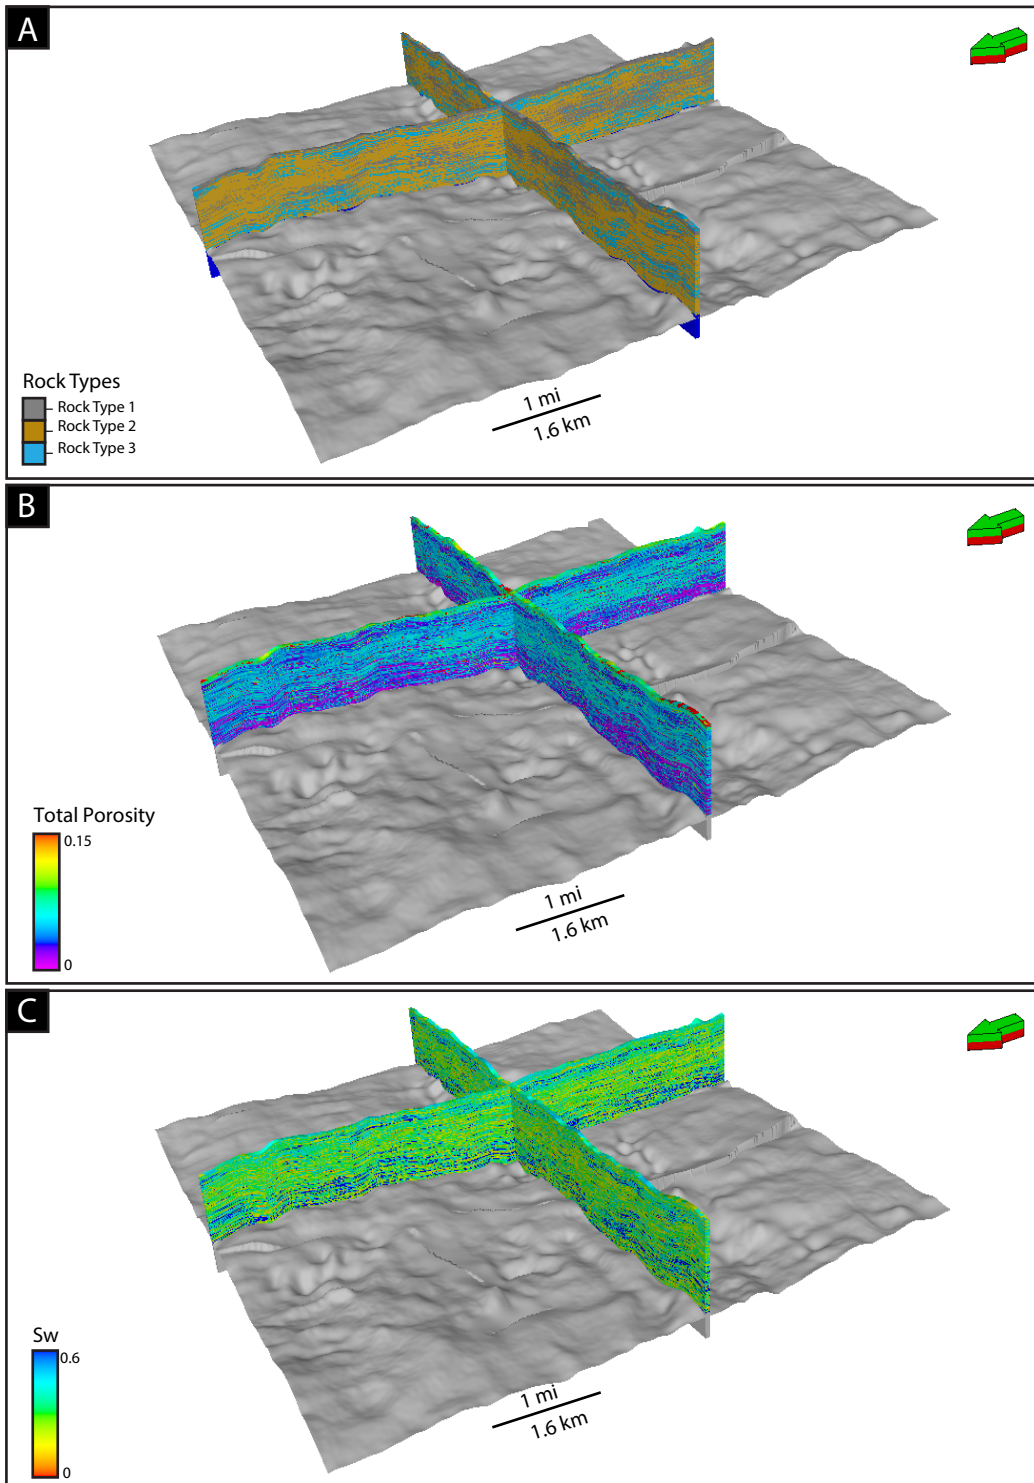 A
Rock Types
Rock Type 1
Rock Type 2
Rock Type 3
1 mi
1.6 km
B
Total Porosity
0.15
0
1 mi
1.6 km
C
Sw
0.6
0
1 mi
1.6 km